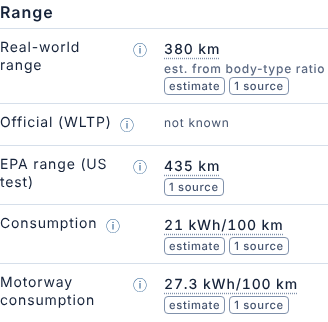 Range
Real-world range
380 km
est. from body-type ratio
estimate 1 source
Official (WLTP)
not known
EPA range (US test)
435 km
1 source
Consumption
21 kWh/100 km
estimate 1 source
Motorway consumption
27.3 kWh/100 km
estimate 1 source